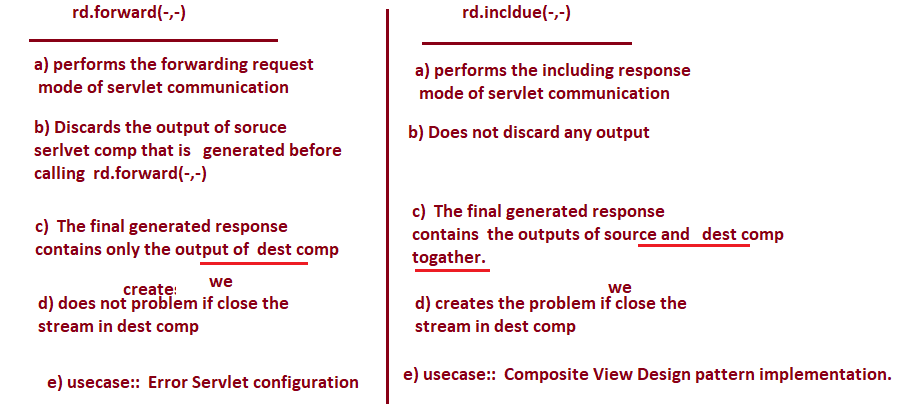 rd.forward(-,-)
a) performs the forwarding request
mode of servlet communication
b) Discards the output of soruce
serlvet comp that is generated before
calling rd.forward(-,-)
c) The final generated response
contains only the output of dest comp
creates we
d) does not problem if close the
stream in dest comp
e) usecase:: Error Servlet configuration
rd.incldue(-,-)
a) performs the including response
mode of servlet communication
b) Does not discard any output
c) The final generated response
contains the outputs of source and dest comp
togather.
we
d) creates the problem if close the
stream in dest comp
e) usecase:: Composite View Design pattern implementation.